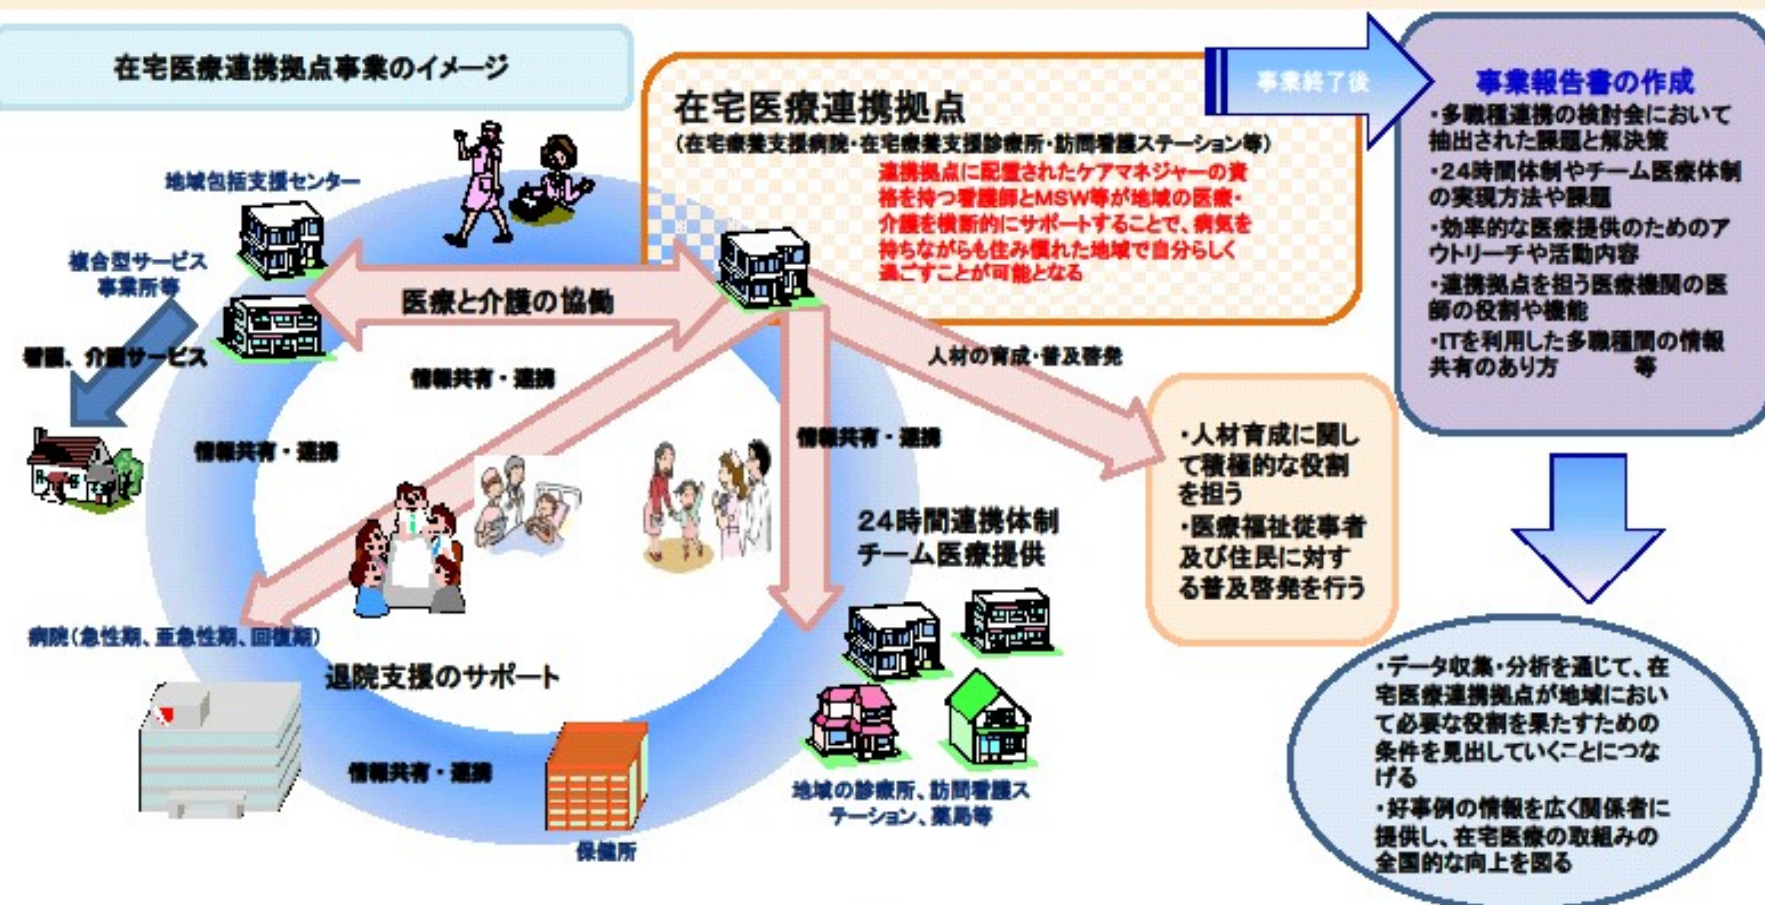 在宅医療連携拠点事業のイメージ
在宅医療連携拠点
(在宅療養支援病院・在宅療養支援診療所・訪問看護ステーション等)
連携拠点に配置されたケアマネジャーの資
格を持つ看護師とMSW等が地域の医療・
介護を横断的にサポートすることで、病気を
持ちながらも住み慣れた地域で自分らしく
過ごすことが可能となる
事業終了後
事業報告書の作成
・多職種連携の検討会において
抽出された課題と解決策
・24時間体制やチーム医療体制
の実現方法や課題
・効率的な医療提供のためのア
ウトリーチや活動内容
・連携拠点を担う医療機関の医
師の役割や機能
・ITを利用した多職種間の情報
共有のあり方 等
地域包括支援センター
複合型サービス
事業所等
医療と介護の協働
看護、介護サービス
情報共有・連携
人材の育成・普及啓発
情報共有・連携
情報共有・連携
・人材育成に関し
て積極的な役割
を担う
・医療福祉従事者
及び住民に対す
る普及啓発を行う
24時間連携体制
チーム医療提供
病院(急性期、亜急性期、回復期)
退院支援のサポート
情報共有・連携
地域の診療所、訪問看護ス
テーション、薬局等
保健所
・データ収集・分析を通じて、在
宅医療連携拠点が地域におい
て必要な役割を果たすための
条件を見出していくことにつな
げる
・好事例の情報を広く関係者に
提供し、在宅医療の取組みの
全国的な向上を図る